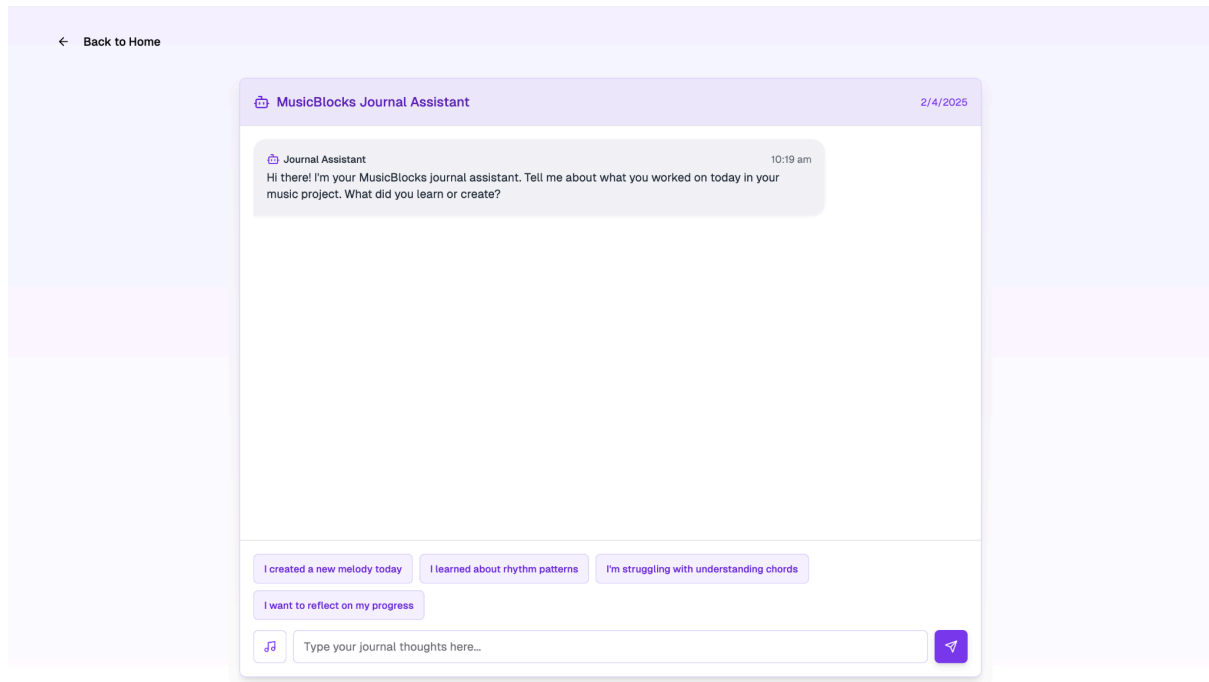 Back to Home
MusicBlocks Journal Assistant 2/4/2025
Journal Assistant 10:19 am
Hi there! I'm your MusicBlocks journal assistant. Tell me about what you worked on today in your
music project. What did you learn or create?
I created a new melody today I learned about rhythm patterns I'm struggling with understanding chords
I want to reflect on my progress
Type your journal thoughts here...